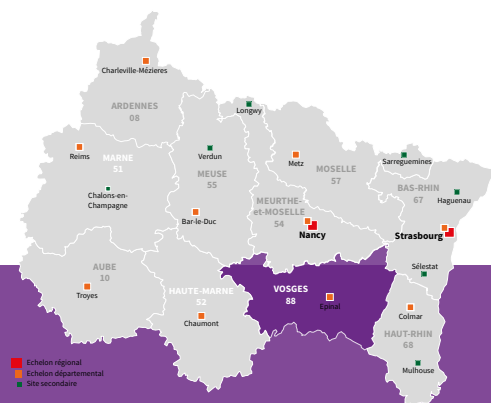 Charleville-Mézieres
ARDENNES
08
Longwy
Reims
MARNE
51
Verdun
MEUSE
55
Metz
MOSELLE
57
Sarreguemines
BAS-RHIN
67
Haguenau
Chalons-en-
Champagne
Bar-le-Duc
MEURTHE-
et-MOSELLE
54
Nancy
Strasbourg
AUBE
10
Troyes
HAUTE-MARNE
52
Chaumont
VOSGES
88
Epinal
Sélestat
Colmar
HAUT-RHIN
68
Mulhouse
Echelon régional
Echelon départemental
Site secondaire